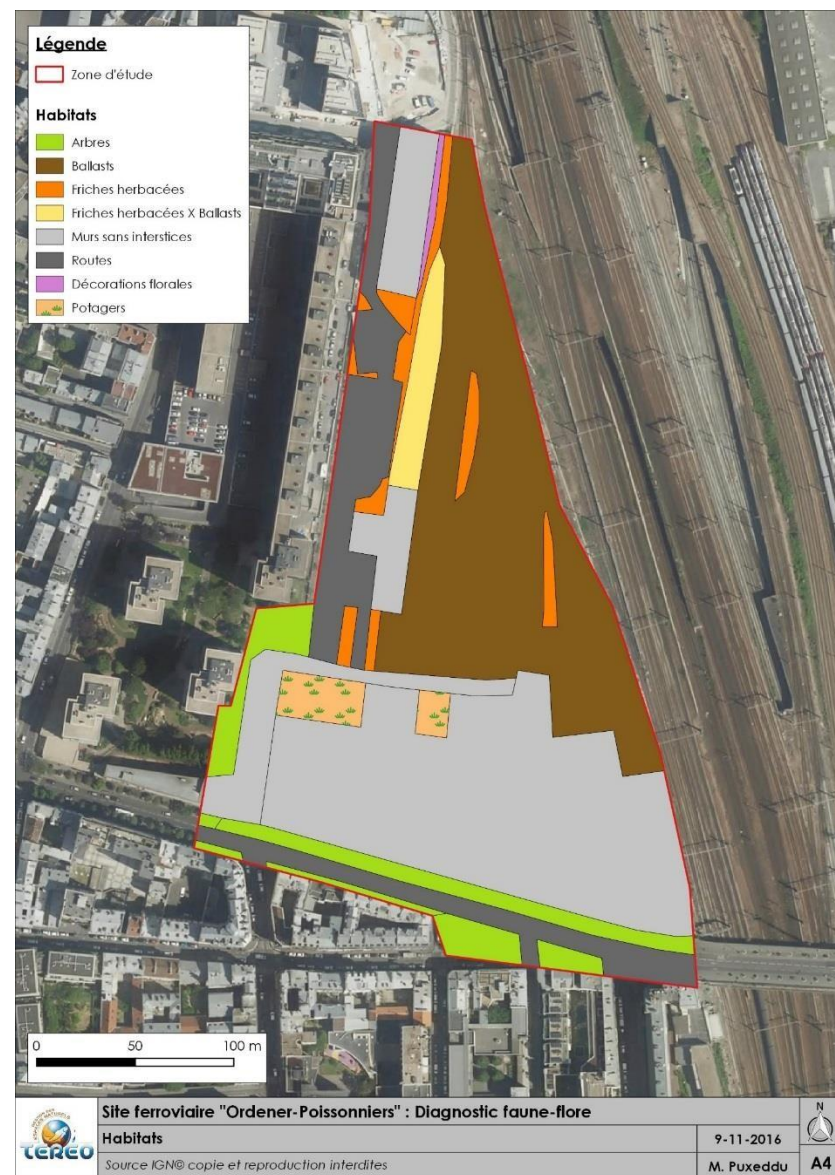 Légende
Zone d'étude
Habitats
Arbres
Ballasts
Friches herbacées
Friches herbacées X Ballasts
Murs sans interstices
Routes
Décorations florales
Potagers
0 50 100 m
TEREO
Site ferroviaire "Ordener-Poissonniers" : Diagnostic faune-flore
N
Habitats
9-11-2016
Source IGN© copie et reproduction interdites
M. Puxeddu
A4